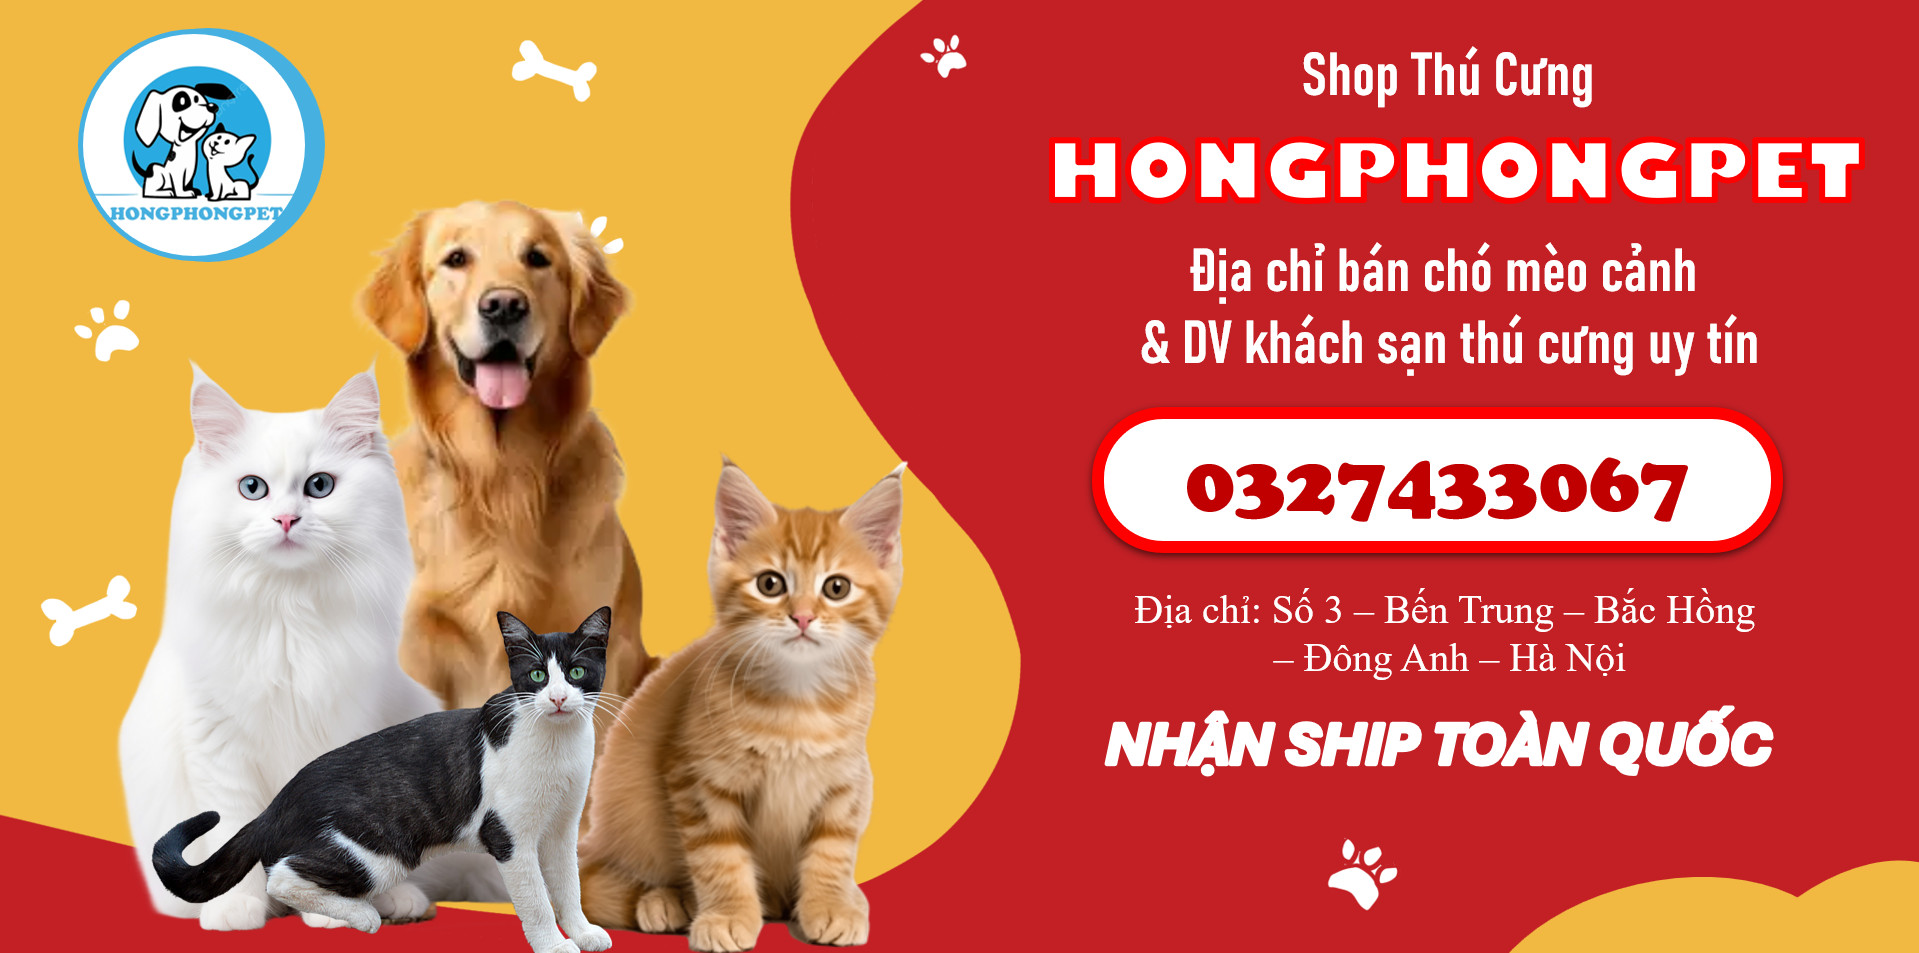 HONGPHONGPET
Shop Thú Cưng
HONGPHONGPET
Địa chỉ bán chó mèo cảnh
& DV khách sạn thú cưng uy tín
0327433067
Địa chỉ: Số 3 – Bến Trung – Bắc Hồng
– Đông Anh – Hà Nội
NHẬN SHIP TOÀN QUỐC